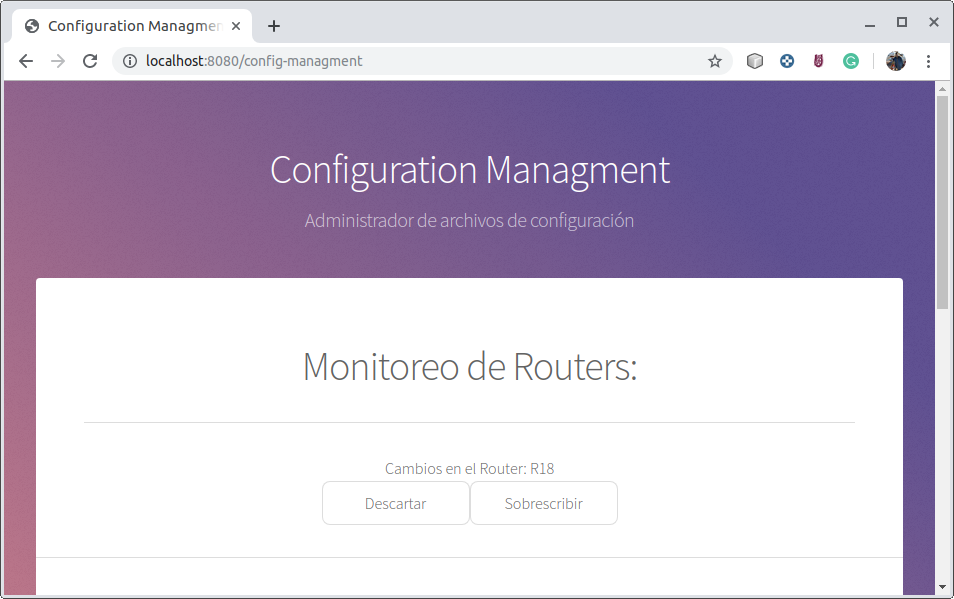 Configuration Managmen
localhost:8080/config-managment
Configuration Managment
Administrador de archivos de configuración
Monitoreo de Routers:
Cambios en el Router: R18
Descartar
Sobrescribir